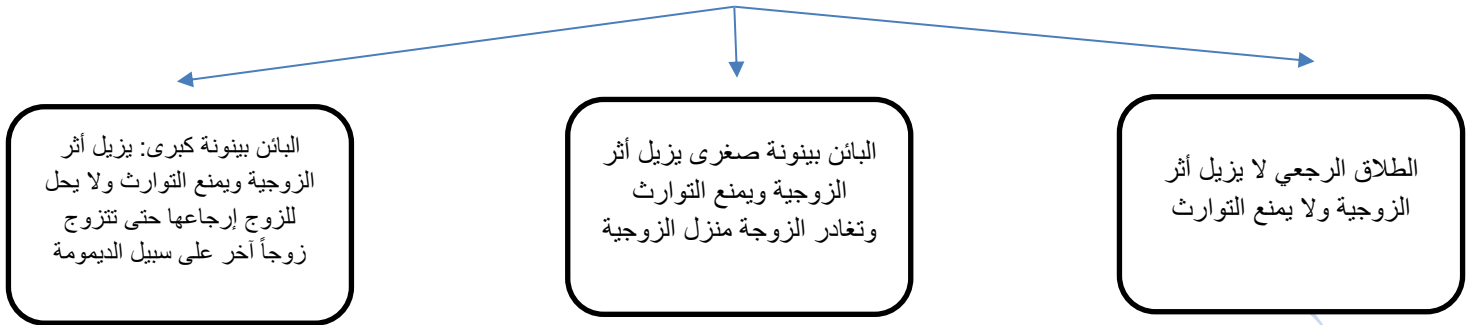 الطلاق الرجعي لا يزيل أثر
الزوجية ولا يمنع التوارث
البائن بينونة صغرى يزيل أثر
الزوجية ويمنع التوارث
وتغادر الزوجة منزل الزوجية
البائن بينونة كبرى: يزيل أثر
الزوجية ويمنع التوارث ولا يحل
للزوج إرجاعها حتى تتزوج
زوجاً آخر على سبيل الديمومة